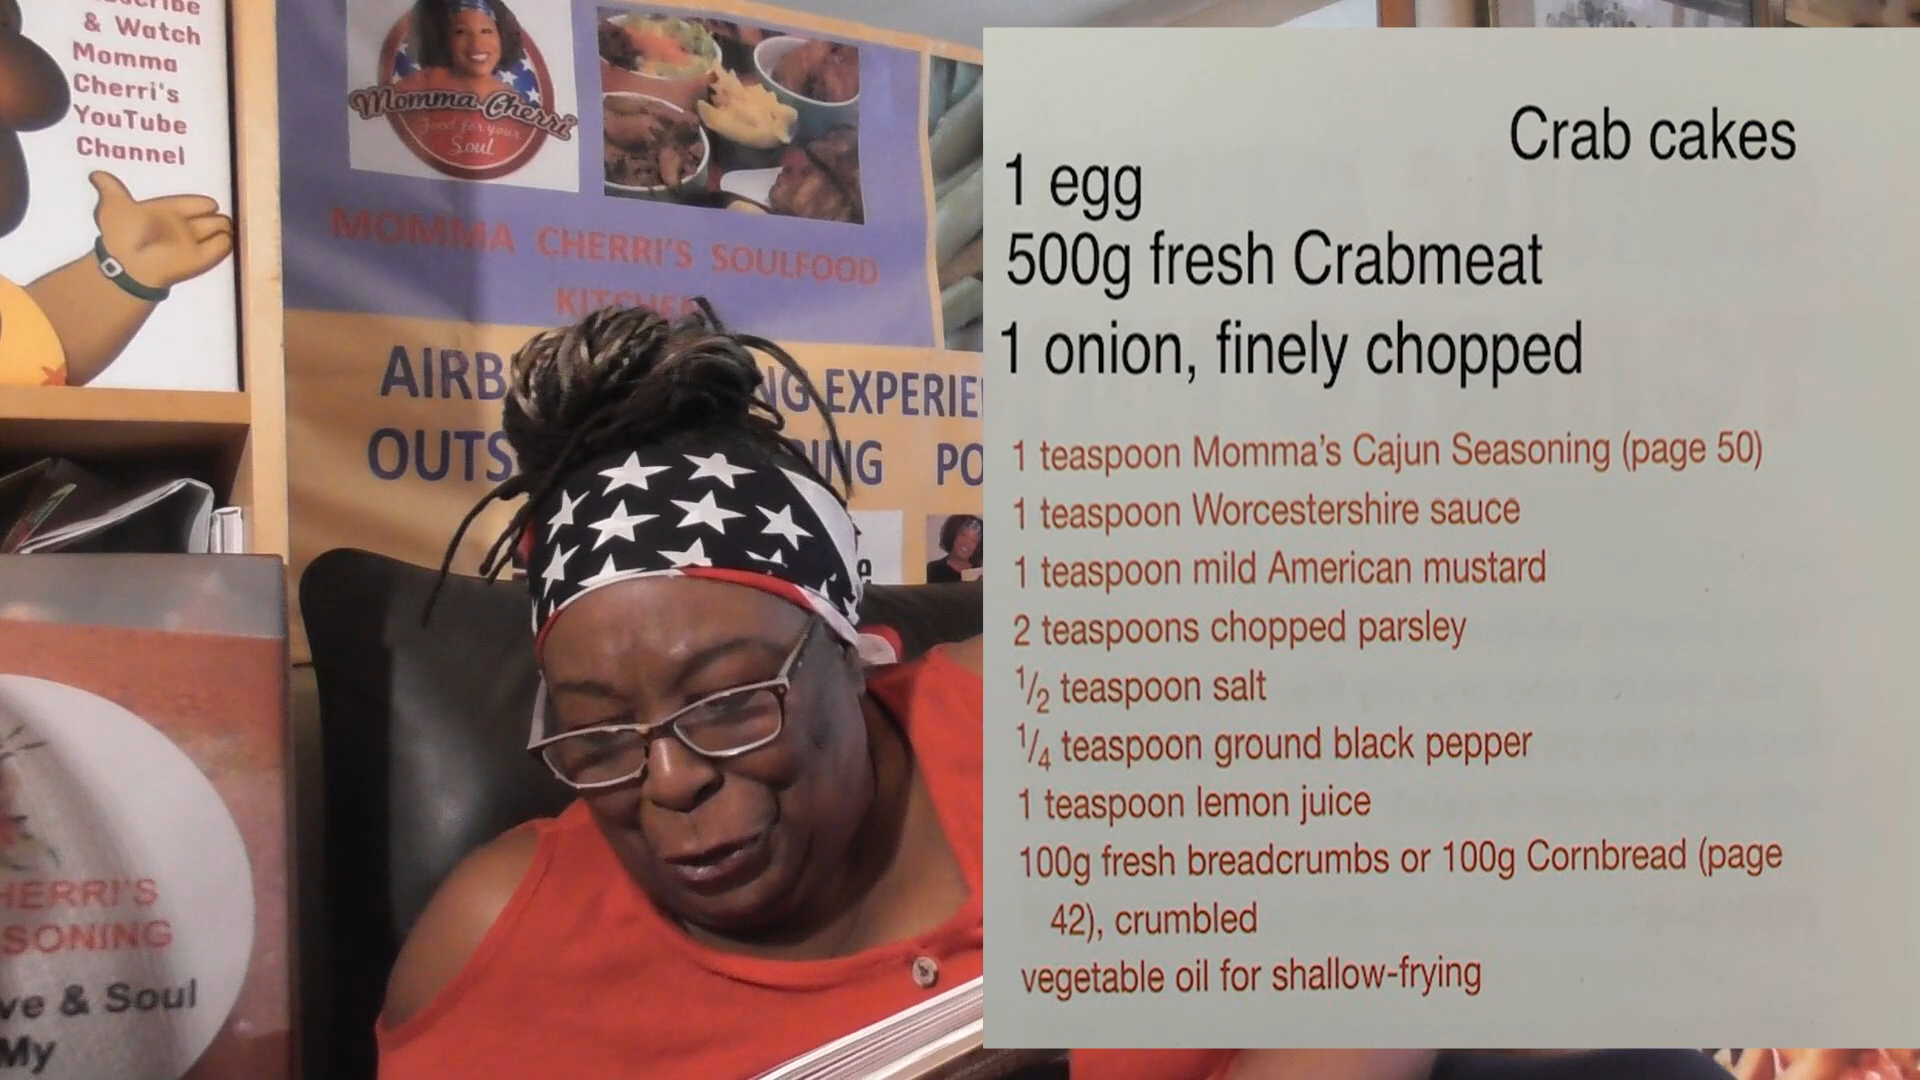 & Watch
Momma
Cherri's
YouTube
Channel
Momma Cherri
Food for your
Soul
MOMMA CHERRI'S SOULFOOD
OUTS
NG EXPERIE
HERRI'S
SONING
ve & Soul
My
Crab cakes
1 egg
500g fresh Crabmeat
1 onion, finely chopped
1 teaspoon Momma’s Cajun Seasoning (page 50)
1 teaspoon Worcestershire sauce
1 teaspoon mild American mustard
2 teaspoons chopped parsley
1/2 teaspoon salt
1/4 teaspoon ground black pepper
1 teaspoon lemon juice
100g fresh breadcrumbs or 100g Cornbread (page
42), crumbled
vegetable oil for shallow-frying